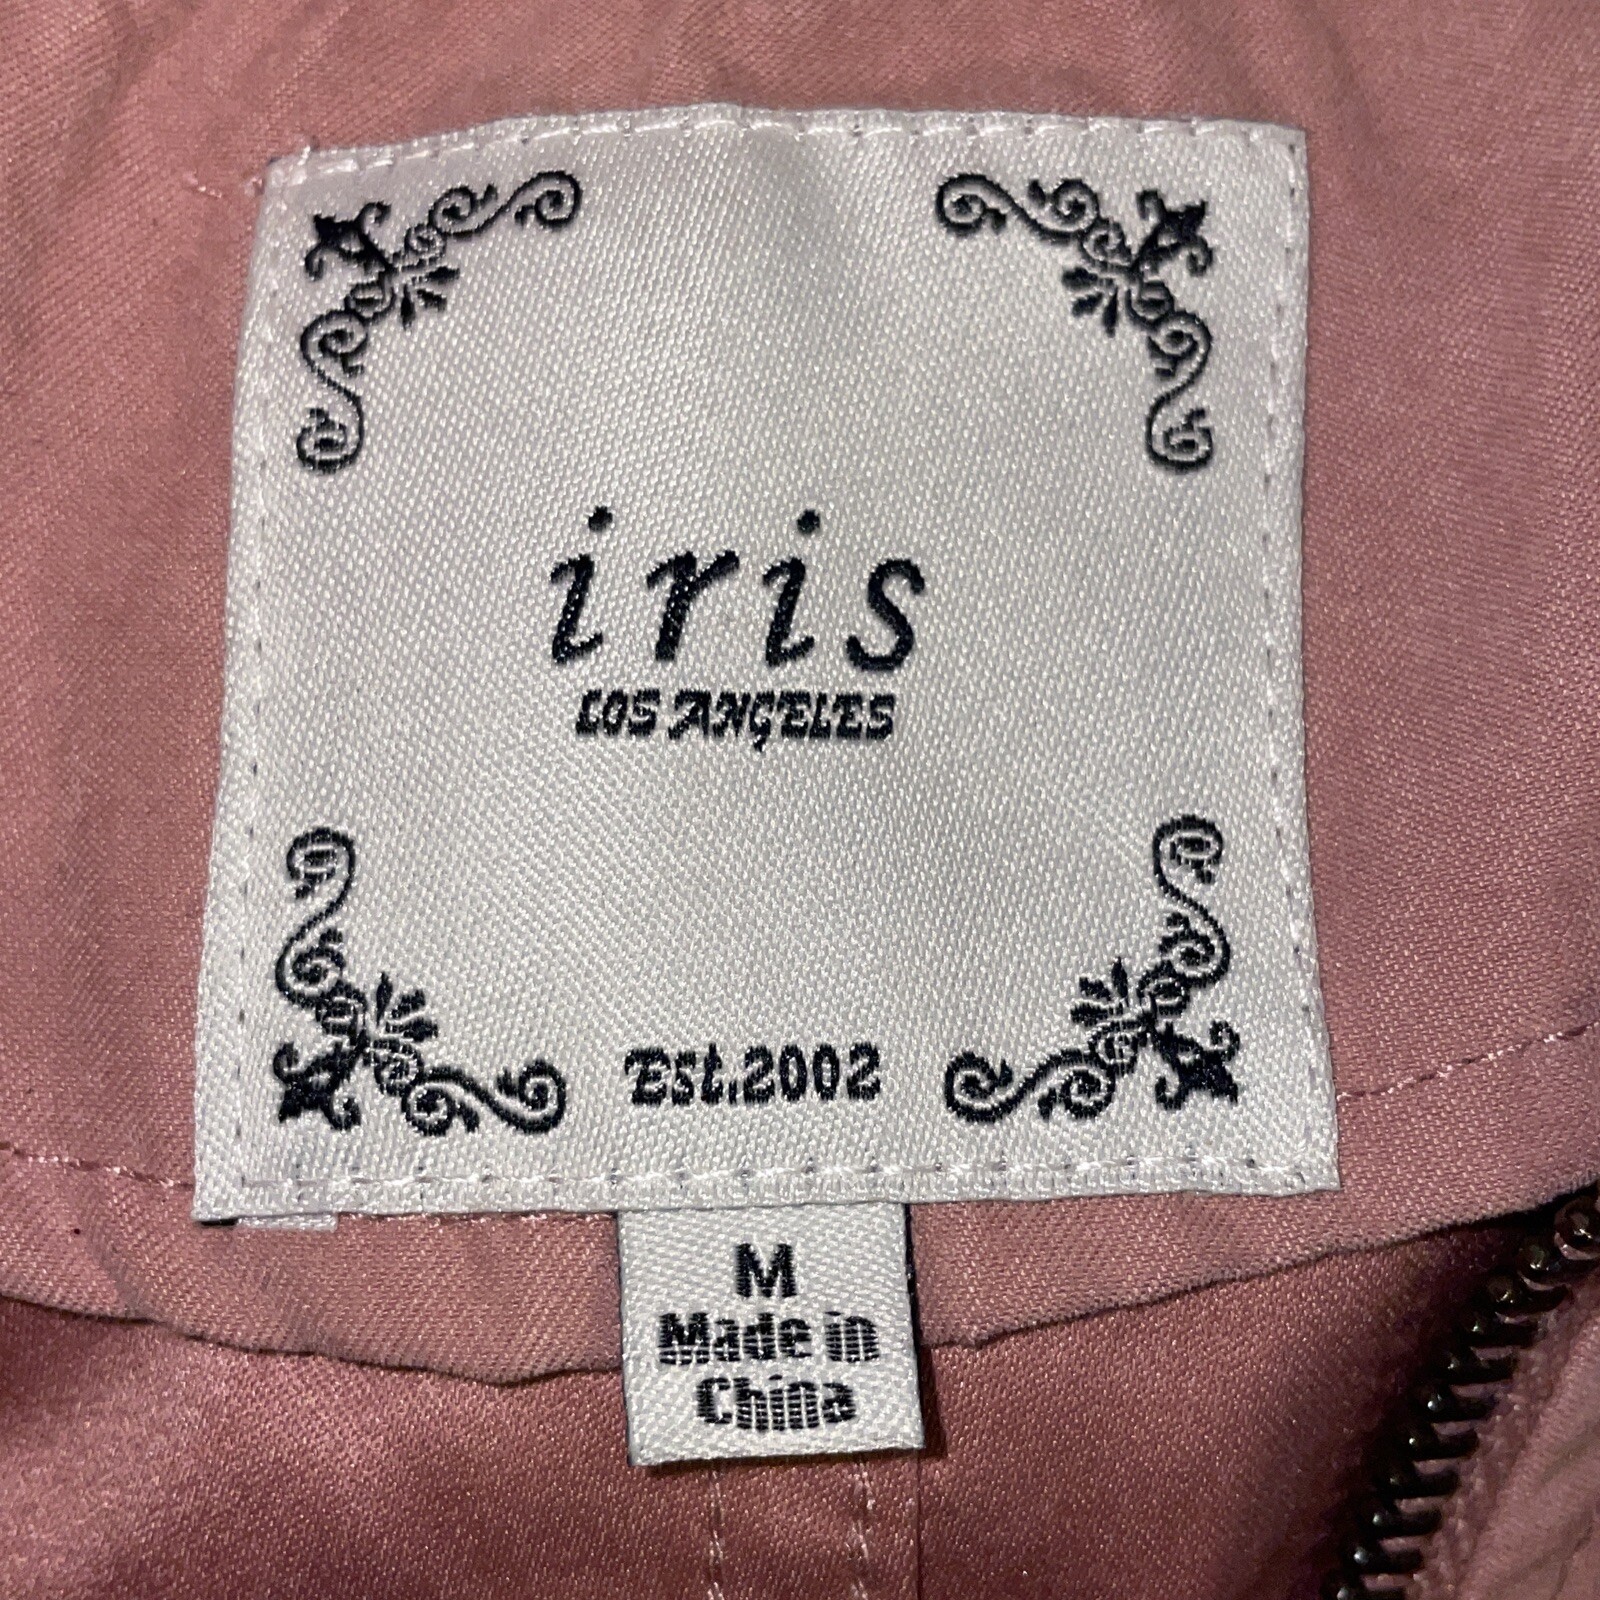 iris
LOS ANGELES
Est.2002
M
Made in
China